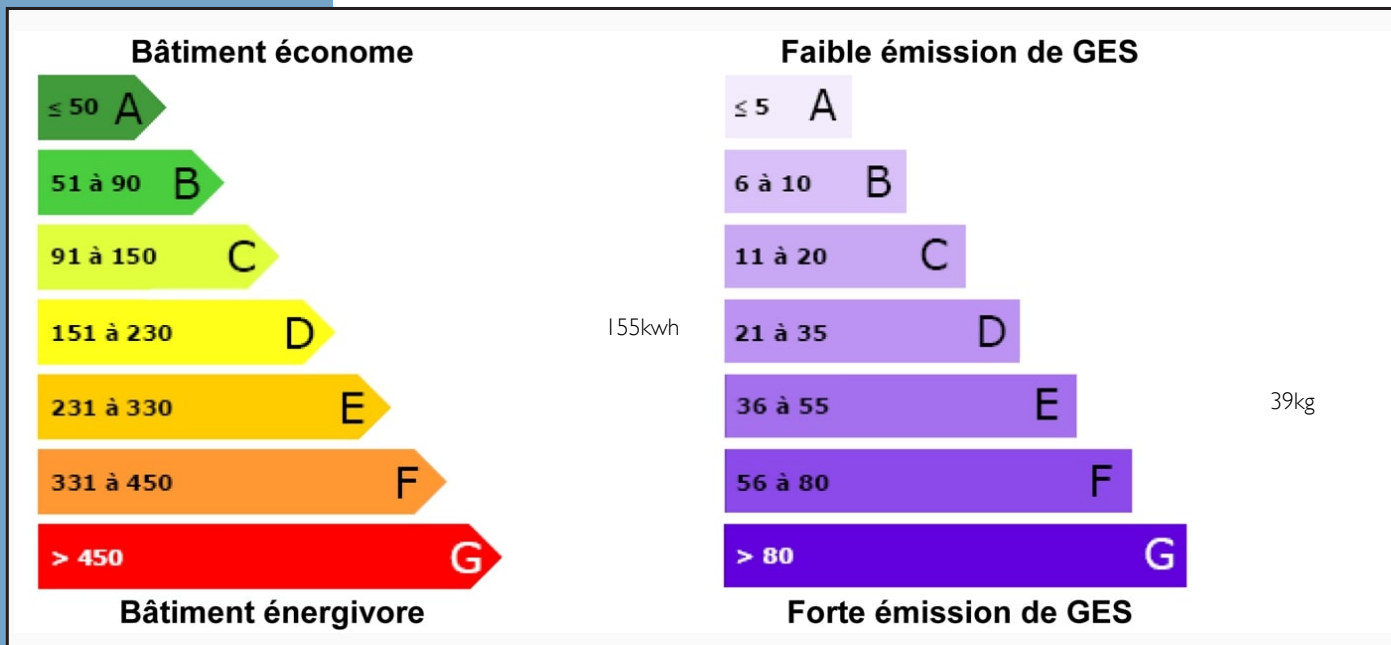 Bâtiment économe
≤ 50 A
51 à 90 B
91 à 150 C
151 à 230 D
155kwh
231 à 330 E
331 à 450 F
> 450 G
Bâtiment énergivore
Faible émission de GES
≤ 5 A
6 à 10 B
11 à 20 C
21 à 35 D
36 à 55 E
39kg
56 à 80 F
> 80 G
Forte émission de GES